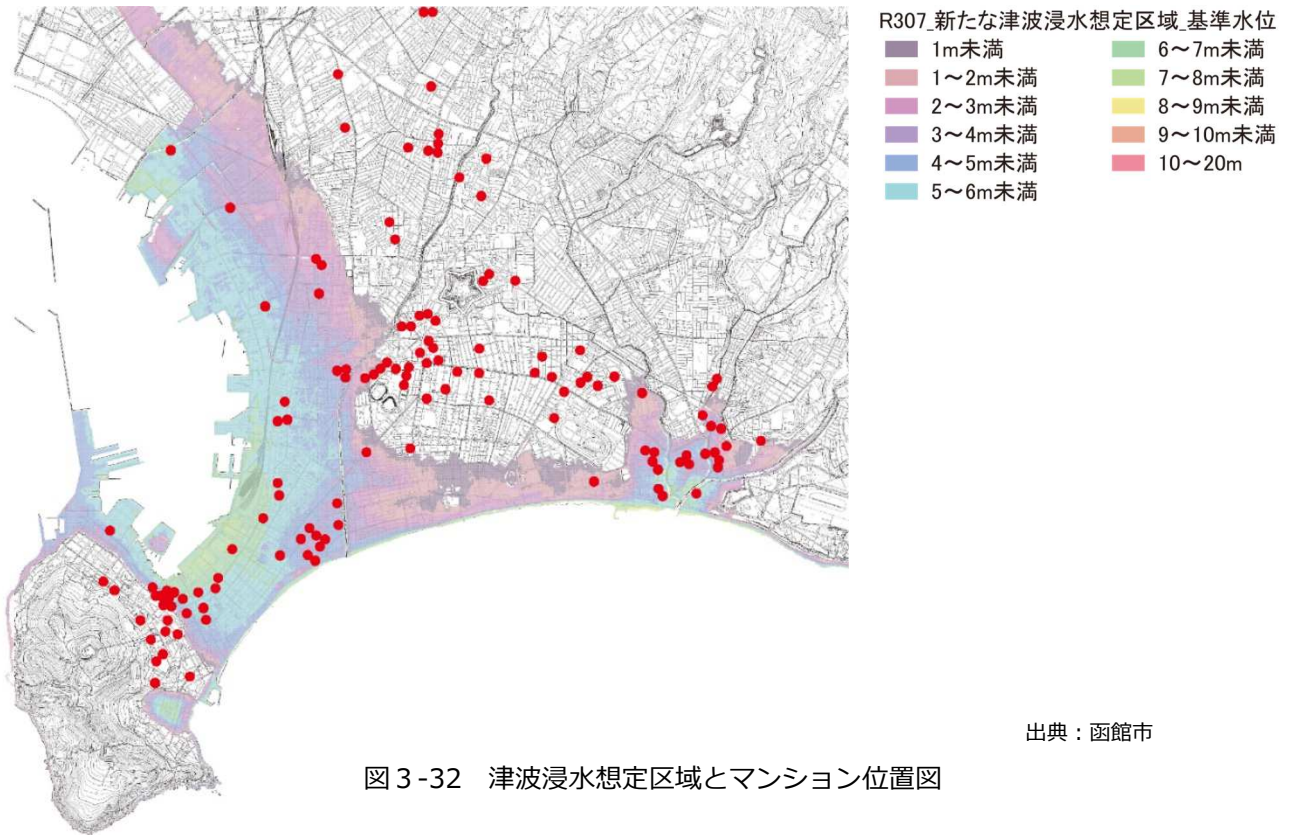 R307_新たな津波浸水想定区域_基準水位
1m未満
1～2m未満
2～3m未満
3～4m未満
4～5m未満
5～6m未満
6～7m未満
7～8m未満
8～9m未満
9～10m未満
10～20m
出典：函館市
図３-32　津波浸水想定区域とマンション位置図